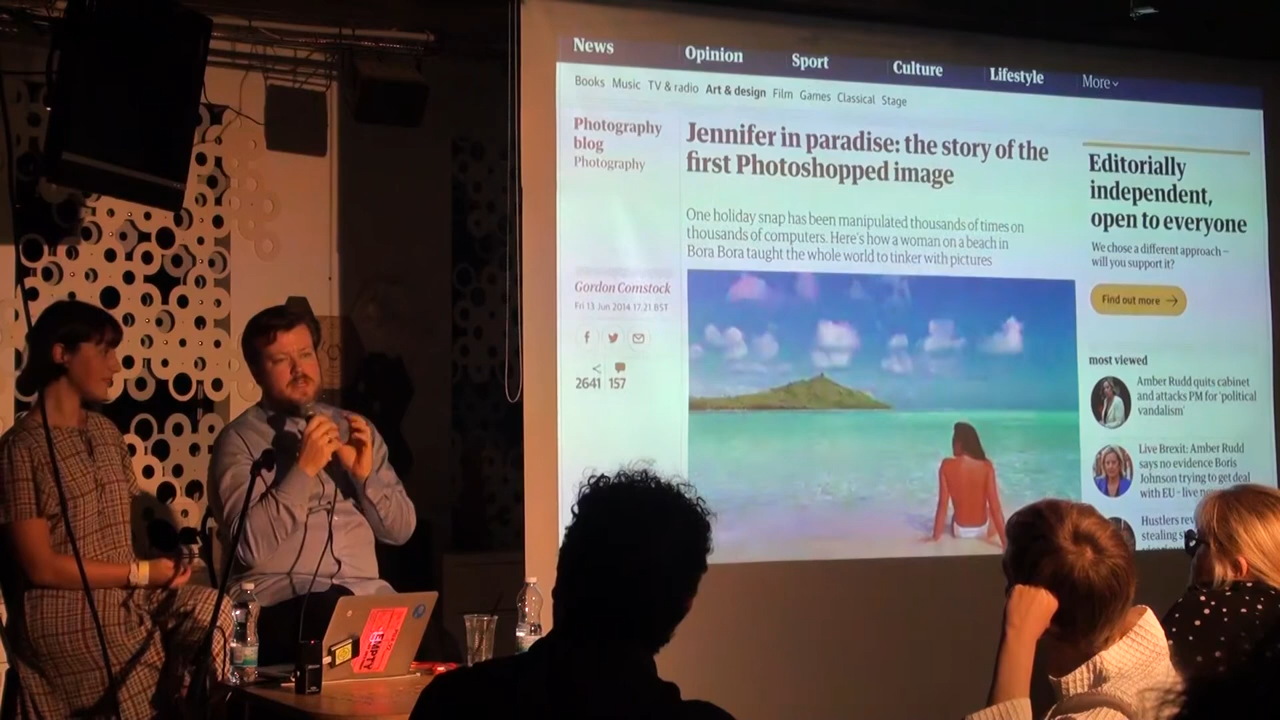 News Opinion Sport Culture Lifestyle More
Books Music TV & radio Art & design Film Games Classical Stage
Photography
blog
Photography
Jennifer in paradise: the story of the
first Photoshopped image
One holiday snap has been manipulated thousands of times on
thousands of computers. Here's how a woman on a beach in
Bora Bora taught the whole world to tinker with pictures
Gordon Comstock
Fri 13 Jun 2014 17.21 BST
2641 157
Editorially
independent,
open to everyone
We chose a different approach –
will you support it?
Find out more
most viewed
Amber Rudd quits cabinet
and attacks PM for 'political
vandalism'
Live Brexit: Amber Rudd
says no evidence Boris
Johnson trying to get deal
with EU – live
Hustlers
stealing
EMPTY